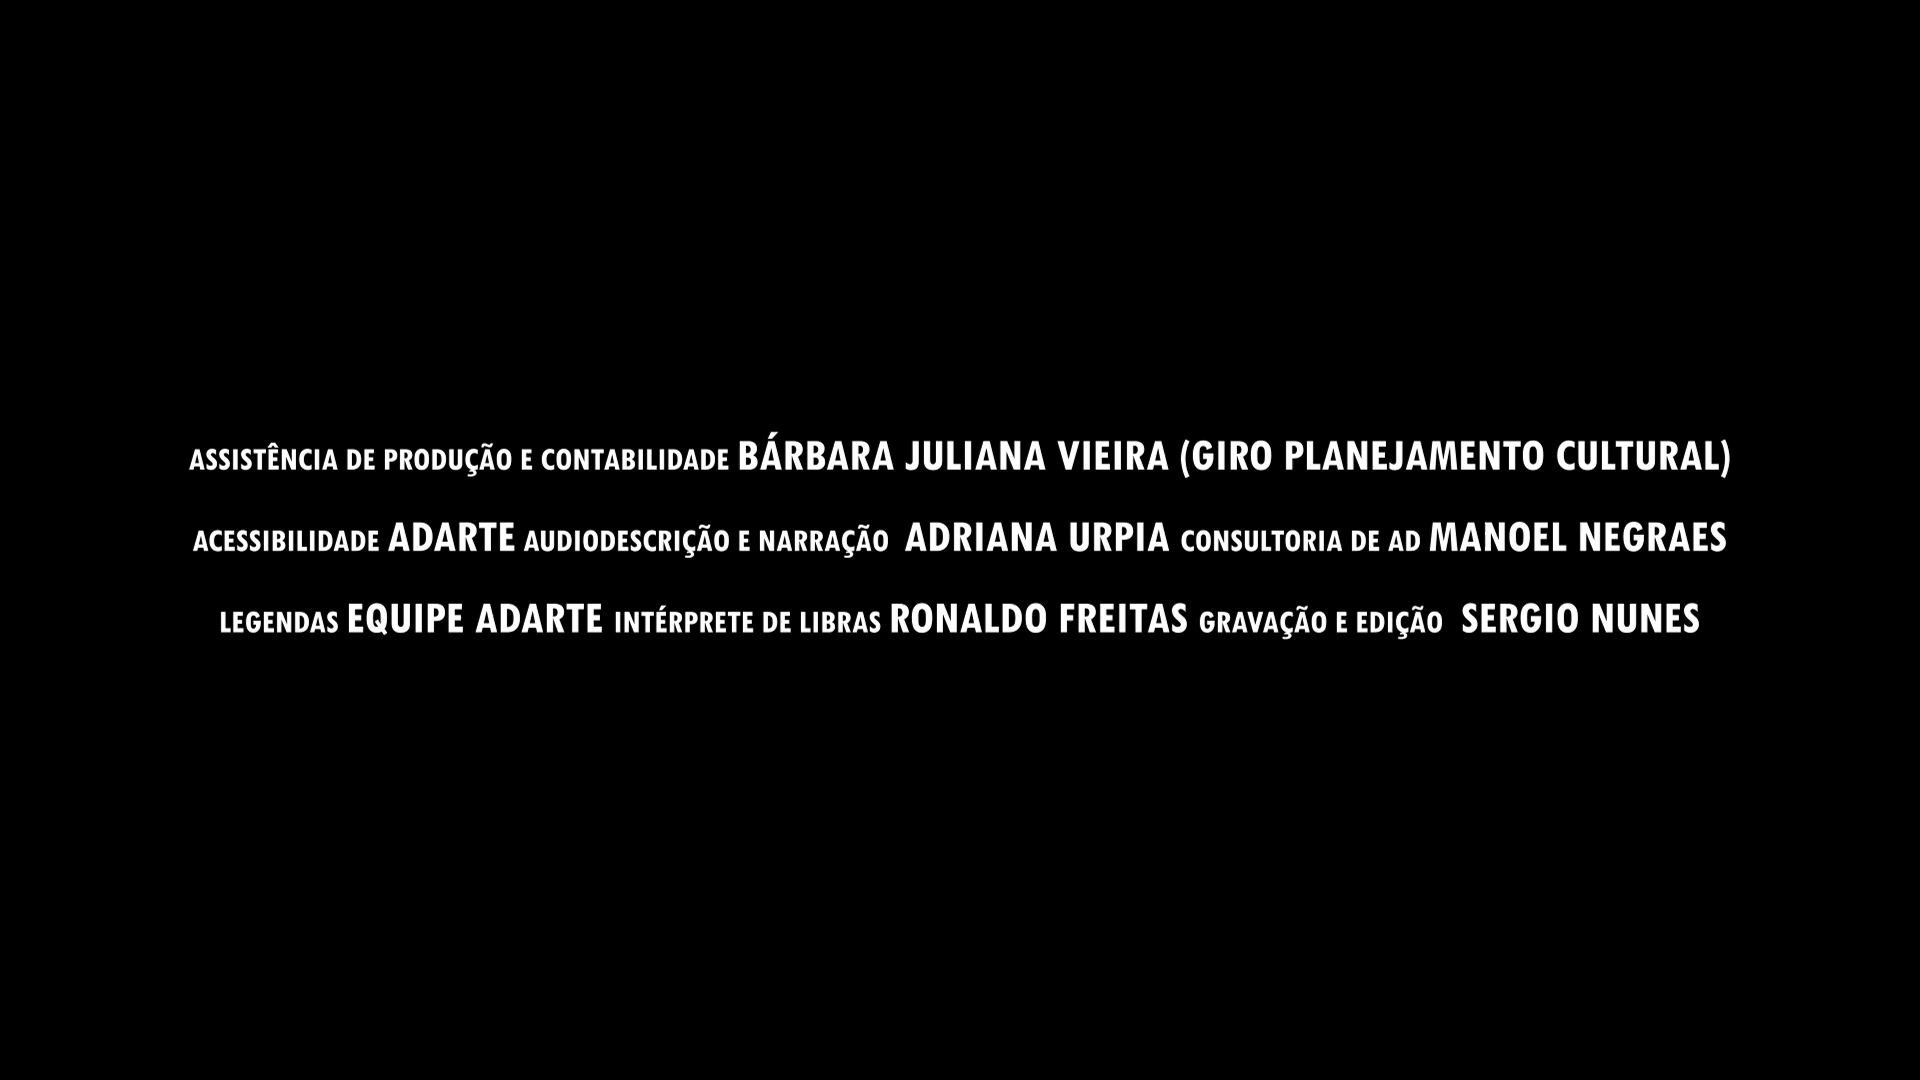 ASSISTÊNCIA DE PRODUÇÃO E CONTABILIDADE BÁRBARA JULIANA VIEIRA (GIRO PLANEJAMENTO CULTURAL)
ACESSIBILIDADE ADARTE AUDIODESCRIÇÃO E NARRAÇÃO ADRIANA URPIA CONSULTORIA DE AD MANOEL NEGRAES
LEGENDAS EQUIPE ADARTE INTÉRPRETE DE LIBRAS RONALDO FREITAS GRAVAÇÃO E EDIÇÃO SERGIO NUNES